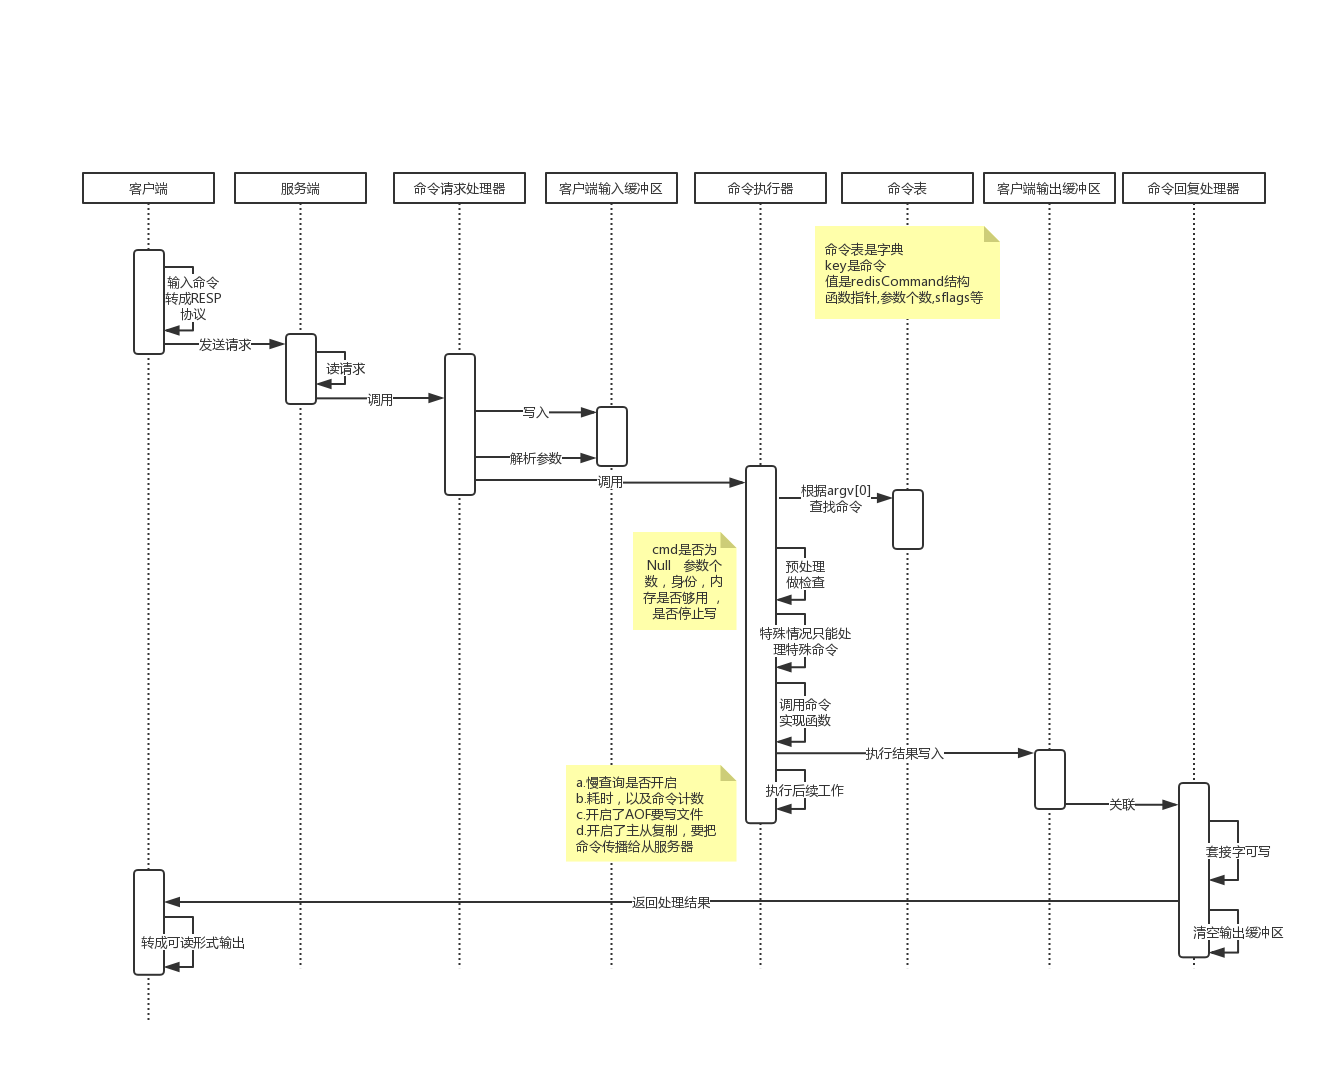 客户端
服务端
命令请求处理器
客户端输入缓冲区
命令执行器
命令表
客户端输出缓冲区
命令回复处理器
命令表是字典
key是命令
值是redisCommand结构
函数指针,参数个数,sflags等
输入命令
转成RESP
协议
发送请求
读请求
调用
写入
解析参数
调用
根据argv[0]
查找命令
cmd是否为
Null 参数个
数，身份，内
存是否够用 ，
是否停止写
预处理
做检查
特殊情况只能处
理特殊命令
调用命令
实现函数
执行结果写入
a.慢查询是否开启
b.耗时，以及命令计数
c.开启了AOF要写文件
d.开启了主从复制，要把
命令传播给从服务器
执行后续工作
关联
套接字可写
返回处理结果
清空输出缓冲区
转成可读形式输出